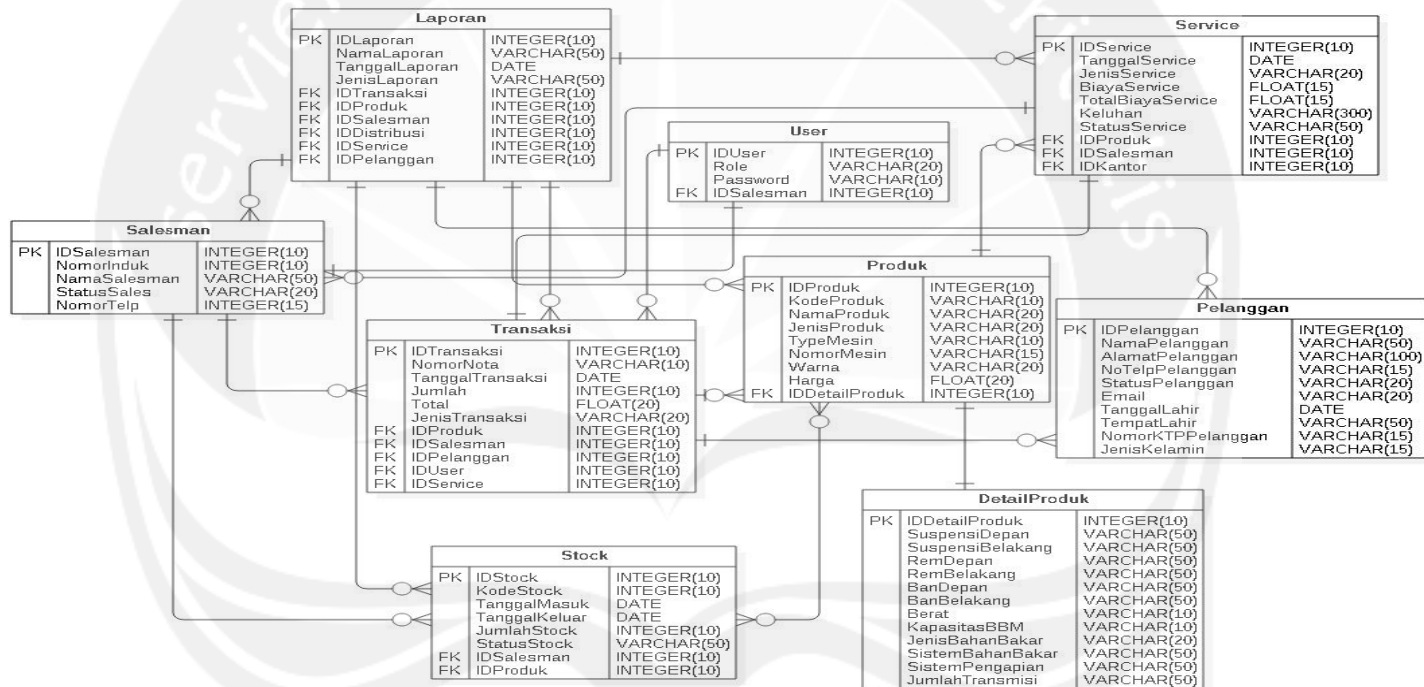 Laporan
PK IDLaporan INTEGER(10)
NamaLaporan VARCHAR(50)
TanggalLaporan DATE
JenisLaporan VARCHAR(50)
FK IDTransaksi INTEGER(10)
FK IDProduk INTEGER(10)
FK IDSalesman INTEGER(10)
FK IDDistribusi INTEGER(10)
FK IDService INTEGER(10)
FK IDPelanggan INTEGER(10)
Service
PK IDService INTEGER(10)
TanggalService DATE
JenisService VARCHAR(20)
BiayaService FLOAT(15)
TotalBiayaService FLOAT(15)
Keluhan VARCHAR(300)
StatusService VARCHAR(50)
FK IDProduk INTEGER(10)
FK IDSalesman INTEGER(10)
FK IDKantor INTEGER(10)
User
PK IDUser INTEGER(10)
Role VARCHAR(20)
Password VARCHAR(10)
FK IDSalesman INTEGER(10)
Salesman
PK IDSalesman INTEGER(10)
NomorInduk INTEGER(10)
NamaSalesman VARCHAR(50)
StatusSales VARCHAR(20)
NomorTelp INTEGER(15)
Produk
PK IDProduk INTEGER(10)
KodeProduk VARCHAR(10)
NamaProduk VARCHAR(20)
JenisProduk VARCHAR(20)
TypeMesin VARCHAR(10)
NomorMesin VARCHAR(15)
Warna VARCHAR(20)
Harga FLOAT(20)
FK IDDetailProduk INTEGER(10)
Pelanggan
PK IDPelanggan INTEGER(10)
NamaPelanggan VARCHAR(50)
AlamatPelanggan VARCHAR(100)
NoTelpPelanggan VARCHAR(15)
StatusPelanggan VARCHAR(20)
Email VARCHAR(20)
TanggalLahir DATE
TempatLahir VARCHAR(50)
NomorKTPPelanggan VARCHAR(15)
JenisKelamin VARCHAR(15)
Transaksi
PK IDTransaksi INTEGER(10)
NomorNota VARCHAR(10)
TanggalTransaksi DATE
Jumlah INTEGER(10)
Total FLOAT(20)
JenisTransaksi VARCHAR(20)
FK IDProduk INTEGER(10)
FK IDSalesman INTEGER(10)
FK IDPelanggan INTEGER(10)
FK IDUser INTEGER(10)
FK IDService INTEGER(10)
DetailProduk
PK IDDetailProduk INTEGER(10)
SuspensiDepan VARCHAR(50)
SuspensiBelakang VARCHAR(50)
RemDepan VARCHAR(50)
RemBelakang VARCHAR(50)
BanDepan VARCHAR(50)
BanBelakang VARCHAR(50)
Berat VARCHAR(10)
KapasitasBBM VARCHAR(10)
JenisBahanBakar VARCHAR(20)
SistemBahanBakar VARCHAR(50)
SistemPengapian VARCHAR(50)
JumlahTransmisi VARCHAR(50)
Stock
PK IDStock INTEGER(10)
KodeStock INTEGER(10)
TanggalMasuk DATE
TanggalKeluar DATE
JumlahStock INTEGER(10)
StatusStock VARCHAR(50)
FK IDSalesman INTEGER(10)
FK IDProduk INTEGER(10)